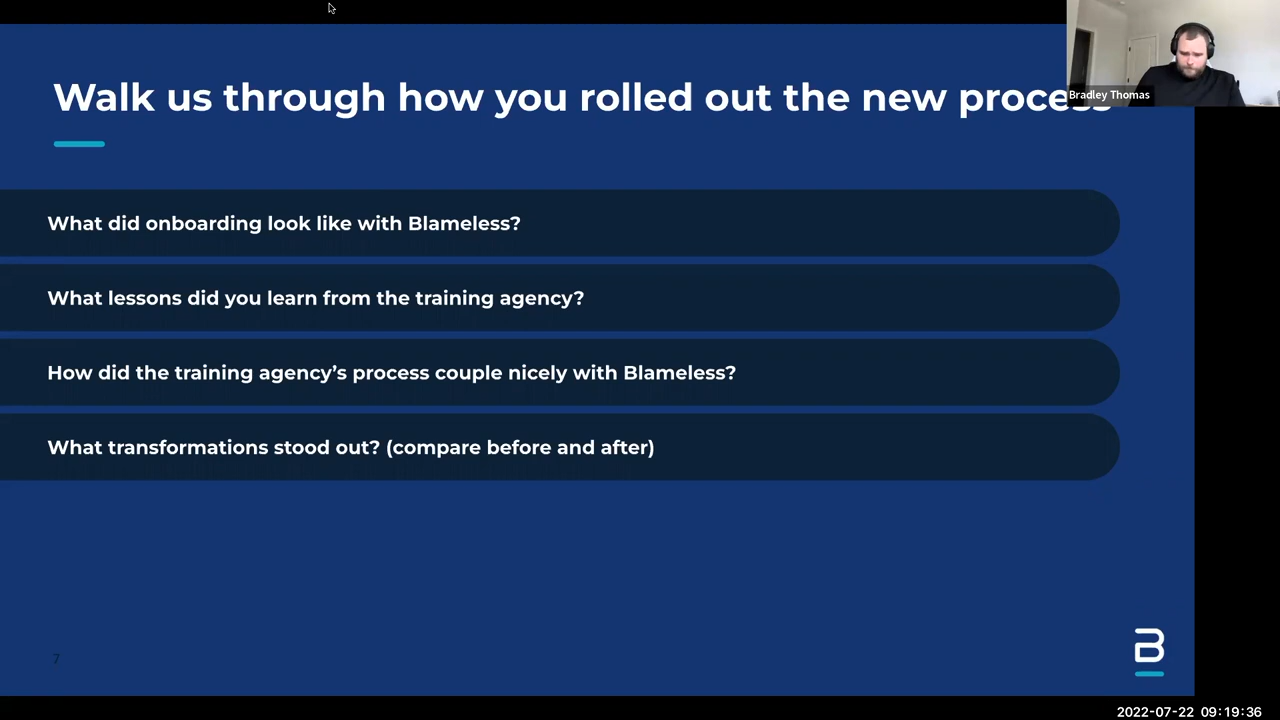 Walk us through how you rolled out the new process
Bradley Thomas
What did onboarding look like with Blameless?
What lessons did you learn from the training agency?
How did the training agency’s process couple nicely with Blameless?
What transformations stood out? (compare before and after)
7
B
2022-07-22 09:19:36